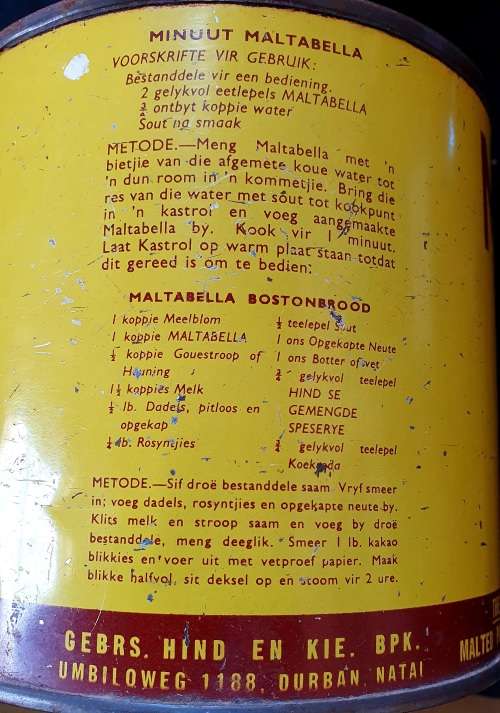 MINUUT MALTABELLA
VOORSKRIFTE VIR GEBRUIK:
Bestanddele vir een bediening.
2 gelykvol eetlepels MALTABELLA
¾ ontbyt koppie water
Sout na smaak
METODE.—Meng Maltabella met 'n
bietjie van die afgemete koue water tot
'n dun room in 'n kommetjie. Bring die
res van die water met sout tot kookpunt
in 'n kastrol en voeg aangemaakte
Maltabella by. Kook vir 1 minuut.
Laat Kastrol op warm plaat staan totdat
dit gereed is om te bedien.
MALTABELLA BOSTONBROOD
1 koppie Meelblom
1 koppie MALTABELLA
½ koppie Gouestroop of
Heuning
1½ koppies Melk
½ lb. Dadels, pitloos en
opgekap
¼ lb. Rosyntjies
½ teelepel Sout
1 ons Opgekapte Neute
1 ons Botter of vet
¾ gelykvol teelepel
HIND SE
GEMENGDE
SPESERYE
¾ gelykvol teelepel
Koeksoda
METODE.—Sif droë bestanddele saam Vryf smeer
in; voeg dadels, rosyntjies en opgekapte neute by.
Klits melk en stroop saam en voeg by droë
bestanddele, meng deeglik. Smeer 1 lb. kakao
blikkies en voer uit met vetproef papier. Maak
blikke halfvol, sit deksel op en stoom vir 2 ure.
GEBRS. HIND EN KIE. BPK.
UMBILOWEG 1188, DURBAN, NATAL
MALTED